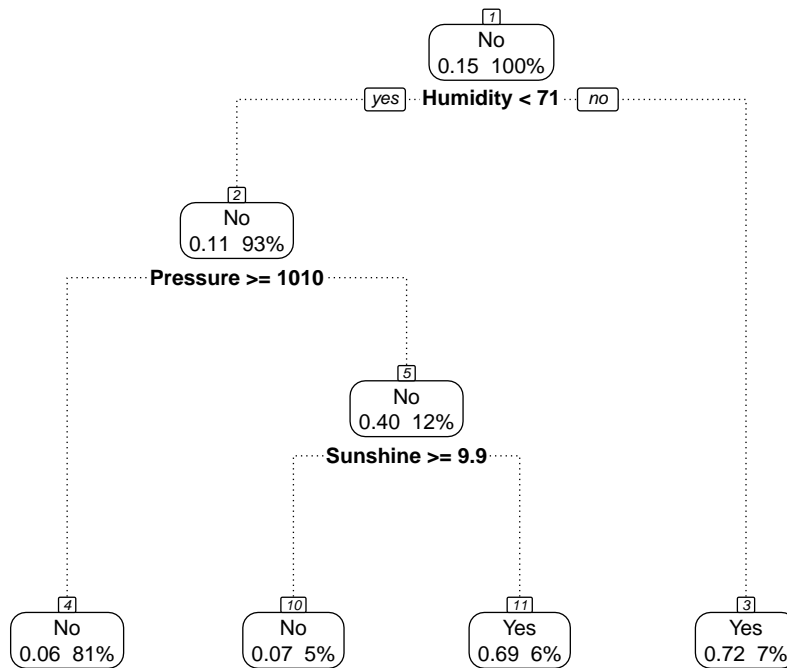 1
No
0.15 100%
yes Humidity < 71 no
2
No
0.11 93%
Pressure >= 1010
5
No
0.40 12%
Sunshine >= 9.9
4
No
0.06 81%
10
No
0.07 5%
11
Yes
0.69 6%
3
Yes
0.72 7%